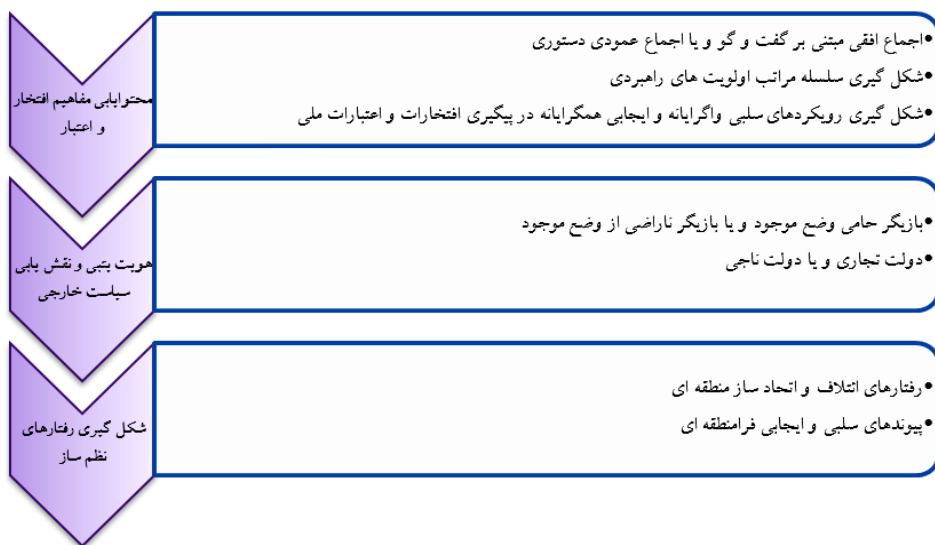 محتوایابی مفاهیم افتخار
و اعتبار
•اجماع افقی مبتنی بر گفت و گو و یا اجماع عمودی دستوری
•شکل گیری سلسله مراتب اولویت های راهبردی
•شکل گیری رویکردهای سلبی واگرایانه و ایجابی همگرایانه در پیگیری افتخارات و اعتبارات ملی
هویت یتبی و نقش یابی
سیاست خارجی
•بازیگر حامی وضع موجود و یا بازیگر ناراضی از وضع موجود
•دولت تجاری و یا دولت ناجی
شکل گیری رفتارهای
نظم ساز
•رفتارهای ائتلاف و اتحاد ساز منطقه ای
•پیوندهای سلبی و ایجابی فرامنطقه ای